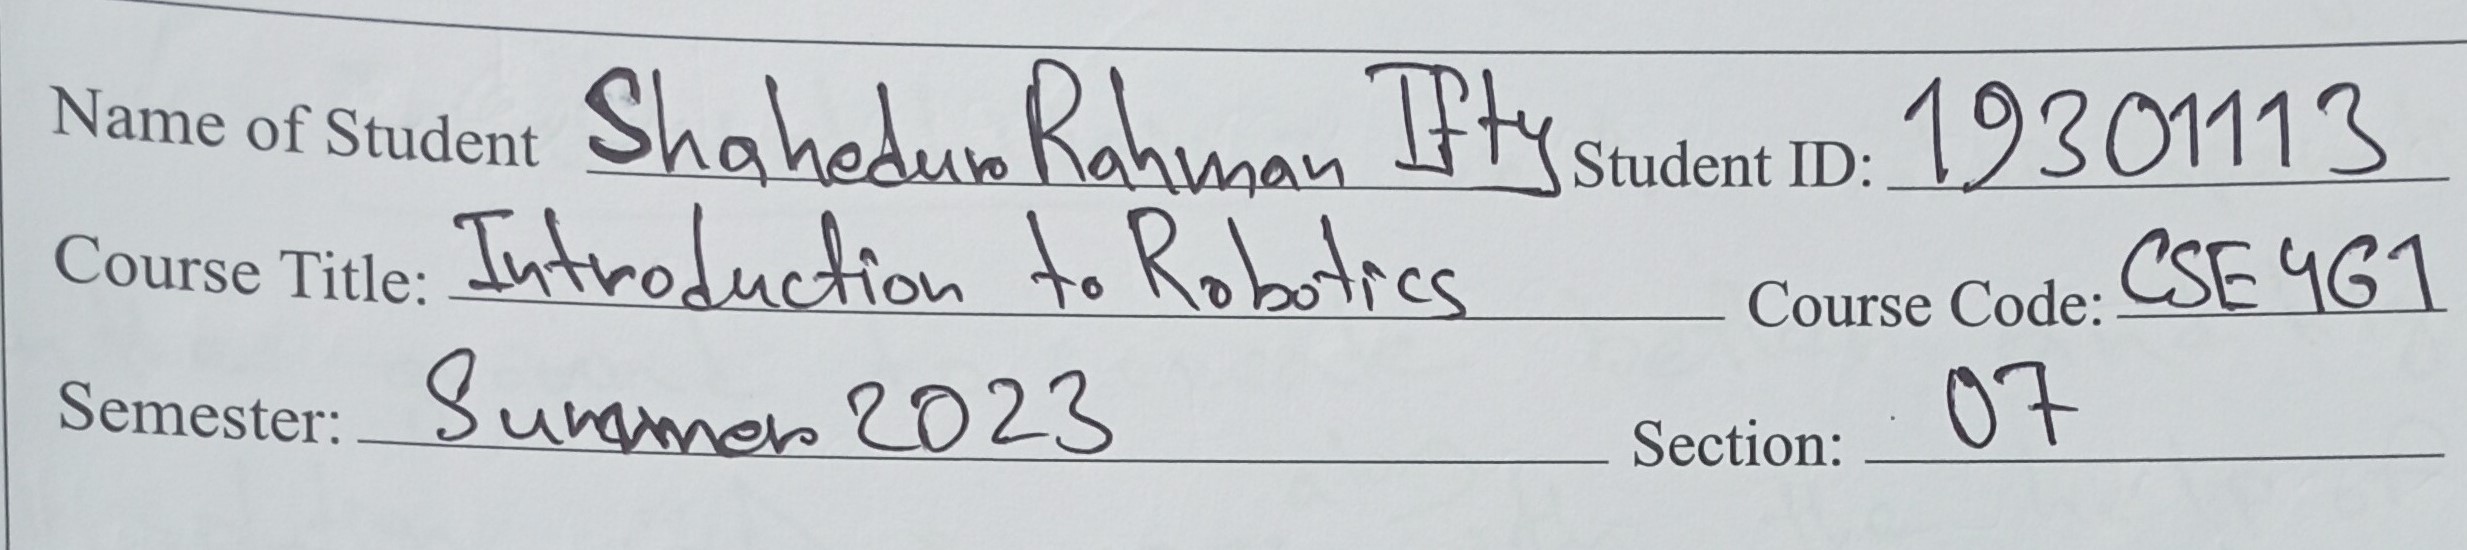 Name of Student Shahedur Rahman Ifty Student ID: 19301113
Course Title: Introduction to Robotics Course Code: CSE 461
Semester: Summer 2023 Section: 07